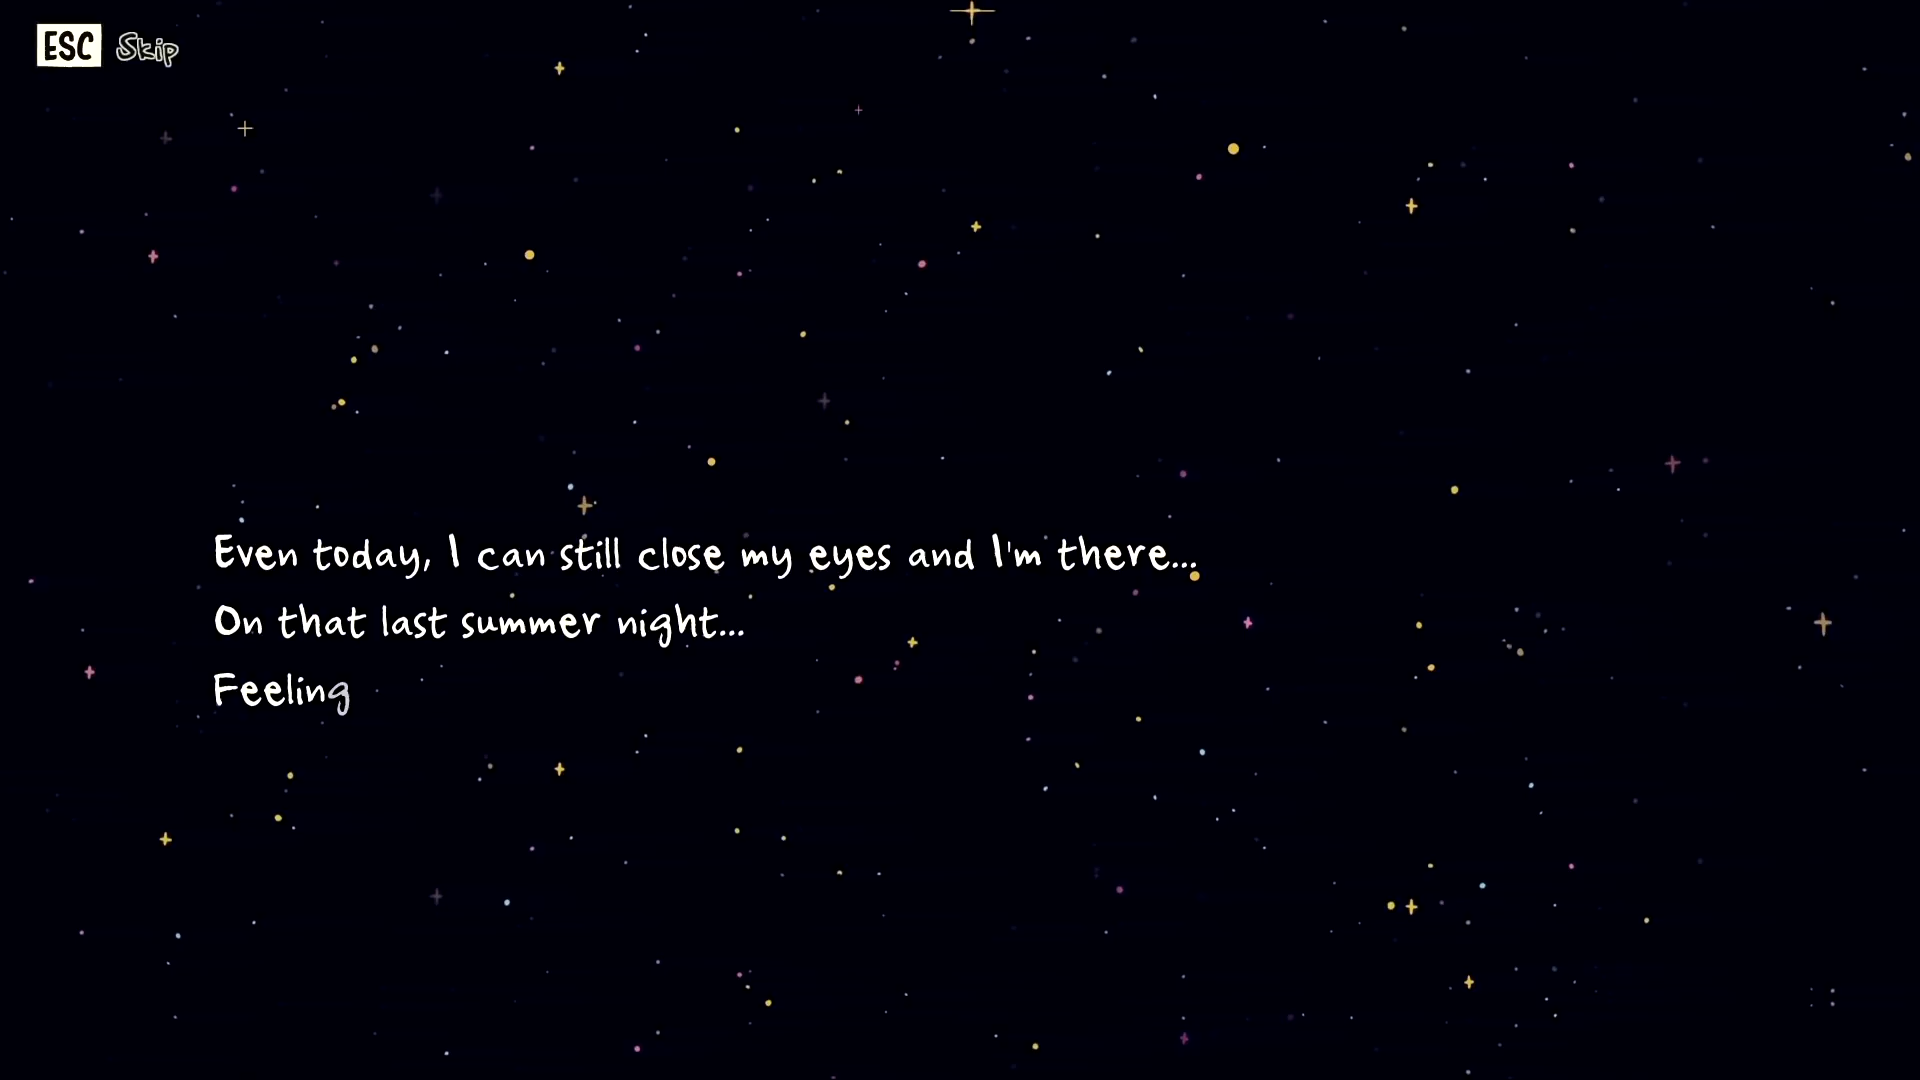 ESC Skip
Even today, I can still close my eyes and I'm there...
On that last summer night...
Feeling